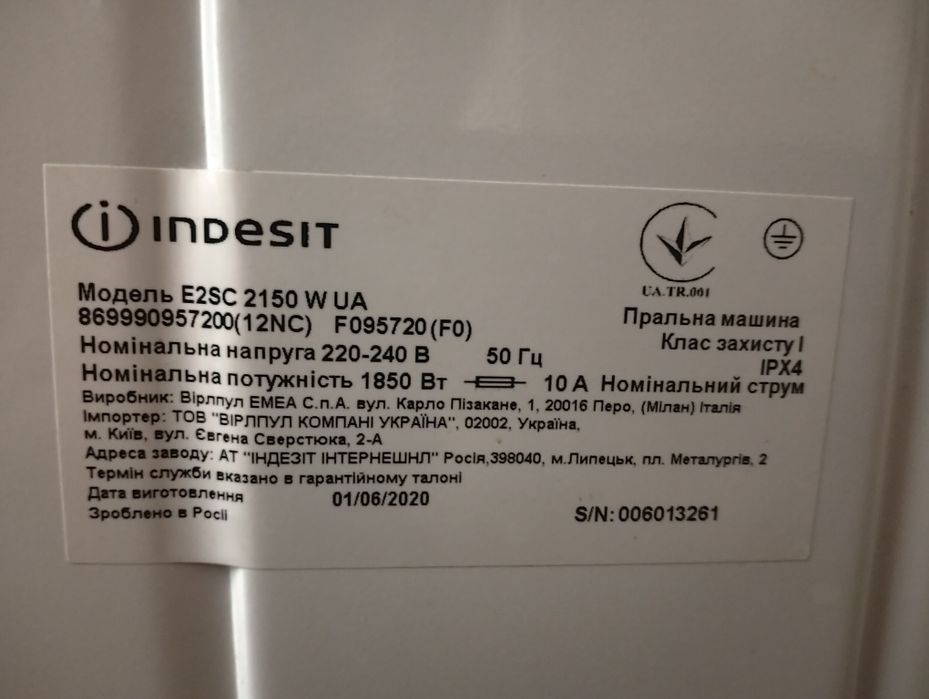 INDESIT
UA.TR.001
Модель E2SC 2150 W UA
869990957200(12NC) F095720(F0)
Пральна машина
Номінальна напруга 220-240 В 50 Гц
Клас захисту I
IPX4
Номінальна потужність 1850 Вт 10 А Номінальний струм
Виробник: Вірлпул ЕМЕА С.п.А. вул. Карло Пізакане, 1, 20016 Перо, (Мілан) Італія
Імпортер: ТОВ "ВІРЛПУЛ КОМПАНІ УКРАЇНА", 02002, Україна,
м. Київ, вул. Євгена Сверстюка, 2-А
Адреса заводу: АТ "ІНДЕЗІТ ІНТЕРНЕШНЛ" Росія,398040, м.Липецьк, пл. Металургів, 2
Термін служби вказано в гарантійному талоні
Дата виготовлення 01/06/2020
Зроблено в Росії S/N: 006013261